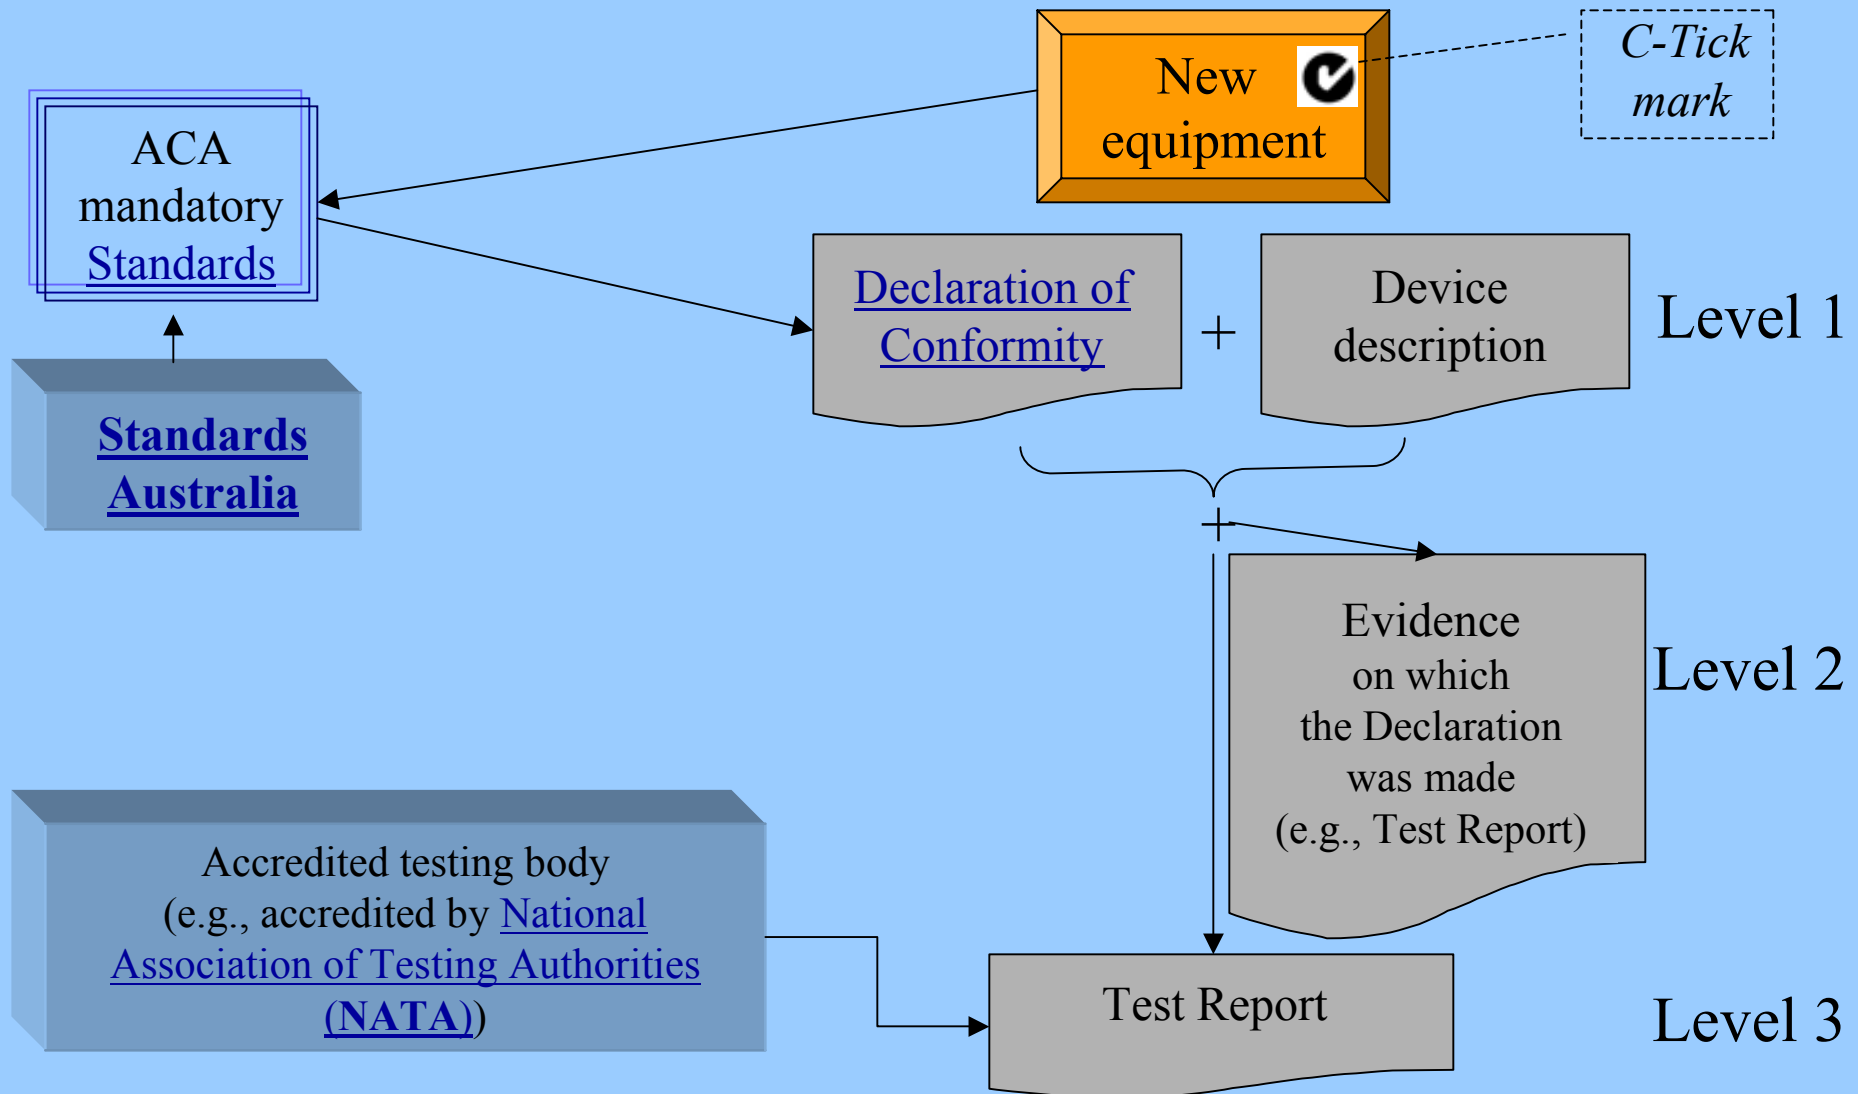 New
equipment
C-Tick
mark
ACA
mandatory
Standards
Declaration of
Conformity
+
Device
description
Level 1
Standards
Australia
+
Evidence
on which
the Declaration
was made
(e.g., Test Report)
Level 2
Accredited testing body
(e.g., accredited by National
Association of Testing Authorities
(NATA))
Test Report
Level 3